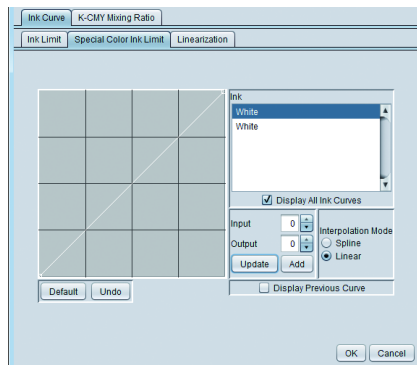 Ink Curve K-CMY Mixing Ratio
Ink Limit Special Color Ink Limit Linearization
Ink
White
White
Display All Ink Curves
Input 0
Output 0
Update Add
Interpolation Mode
Spline
Linear
Default Undo
Display Previous Curve
OK Cancel